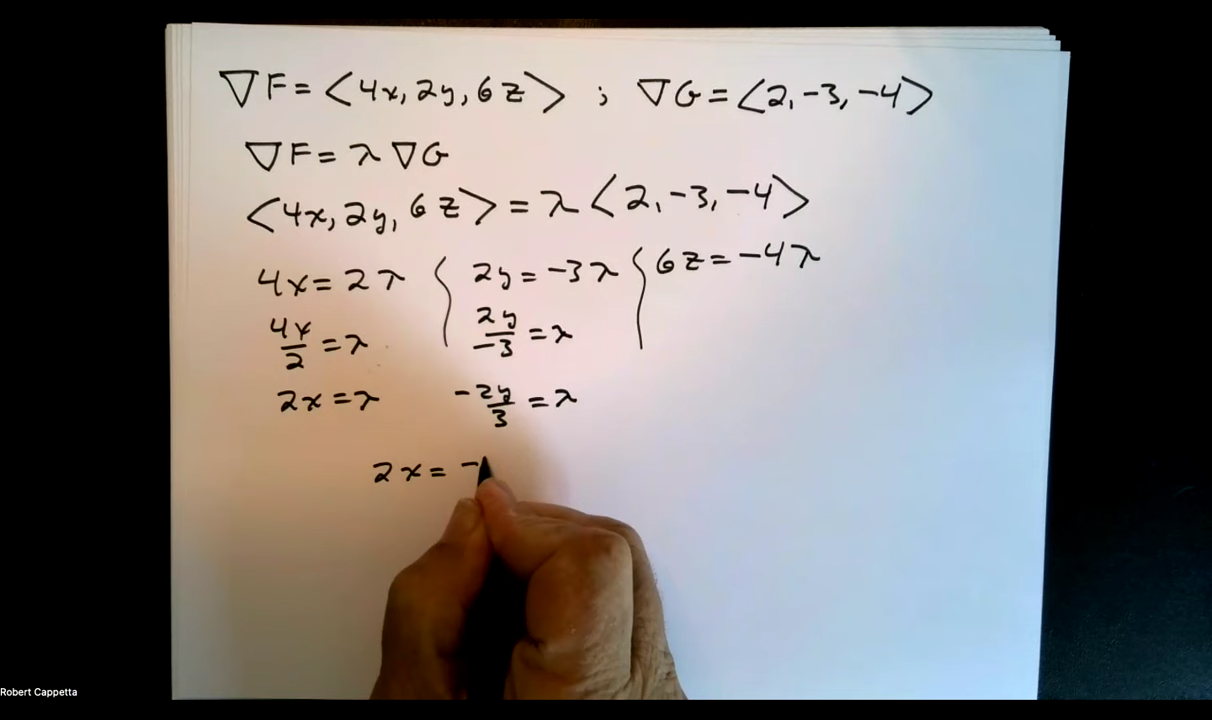 ∇F = <4x, 2y, 6z> ; ∇G = <2, -3, -4>
∇F = λ∇G
<4x, 2y, 6z> = λ<2, -3, -4>
4x = 2λ { 2y = -3λ { 6z = -4λ
4x/2 = λ 2y/-3 = λ
2x = λ -2y/3 = λ
2x = -
Robert Cappetta